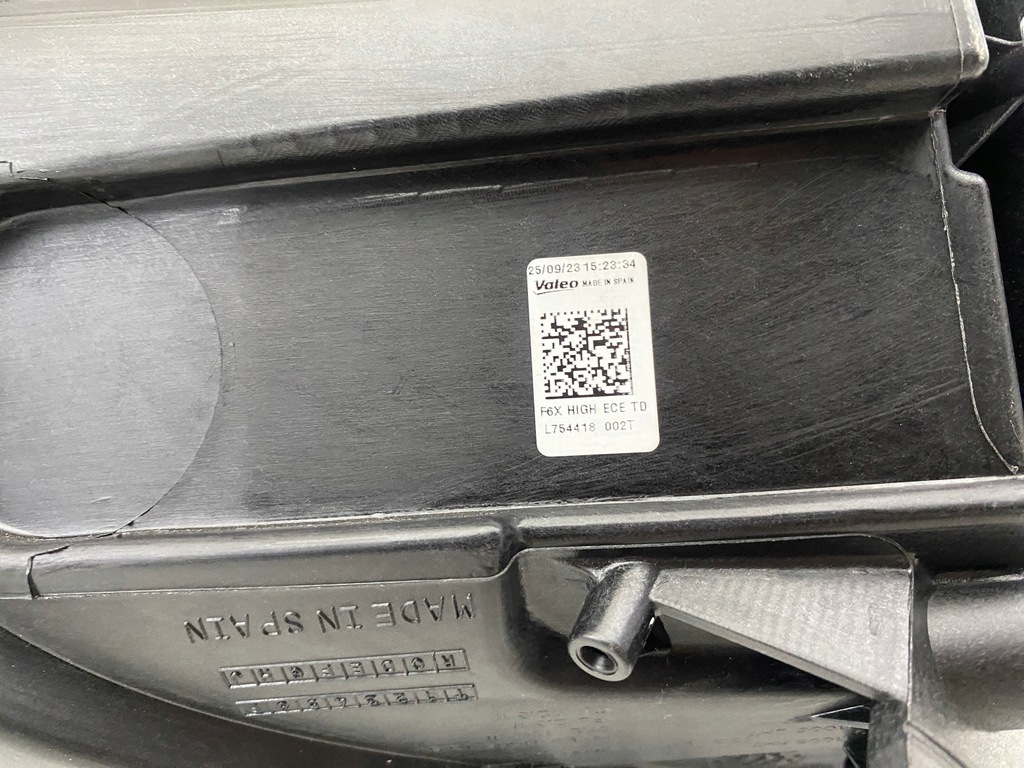 25/09/23 15:23:34
Valeo MADE IN SPAIN
F6X HIGH ECE TD
L754418 002T
MADE IN SPAIN